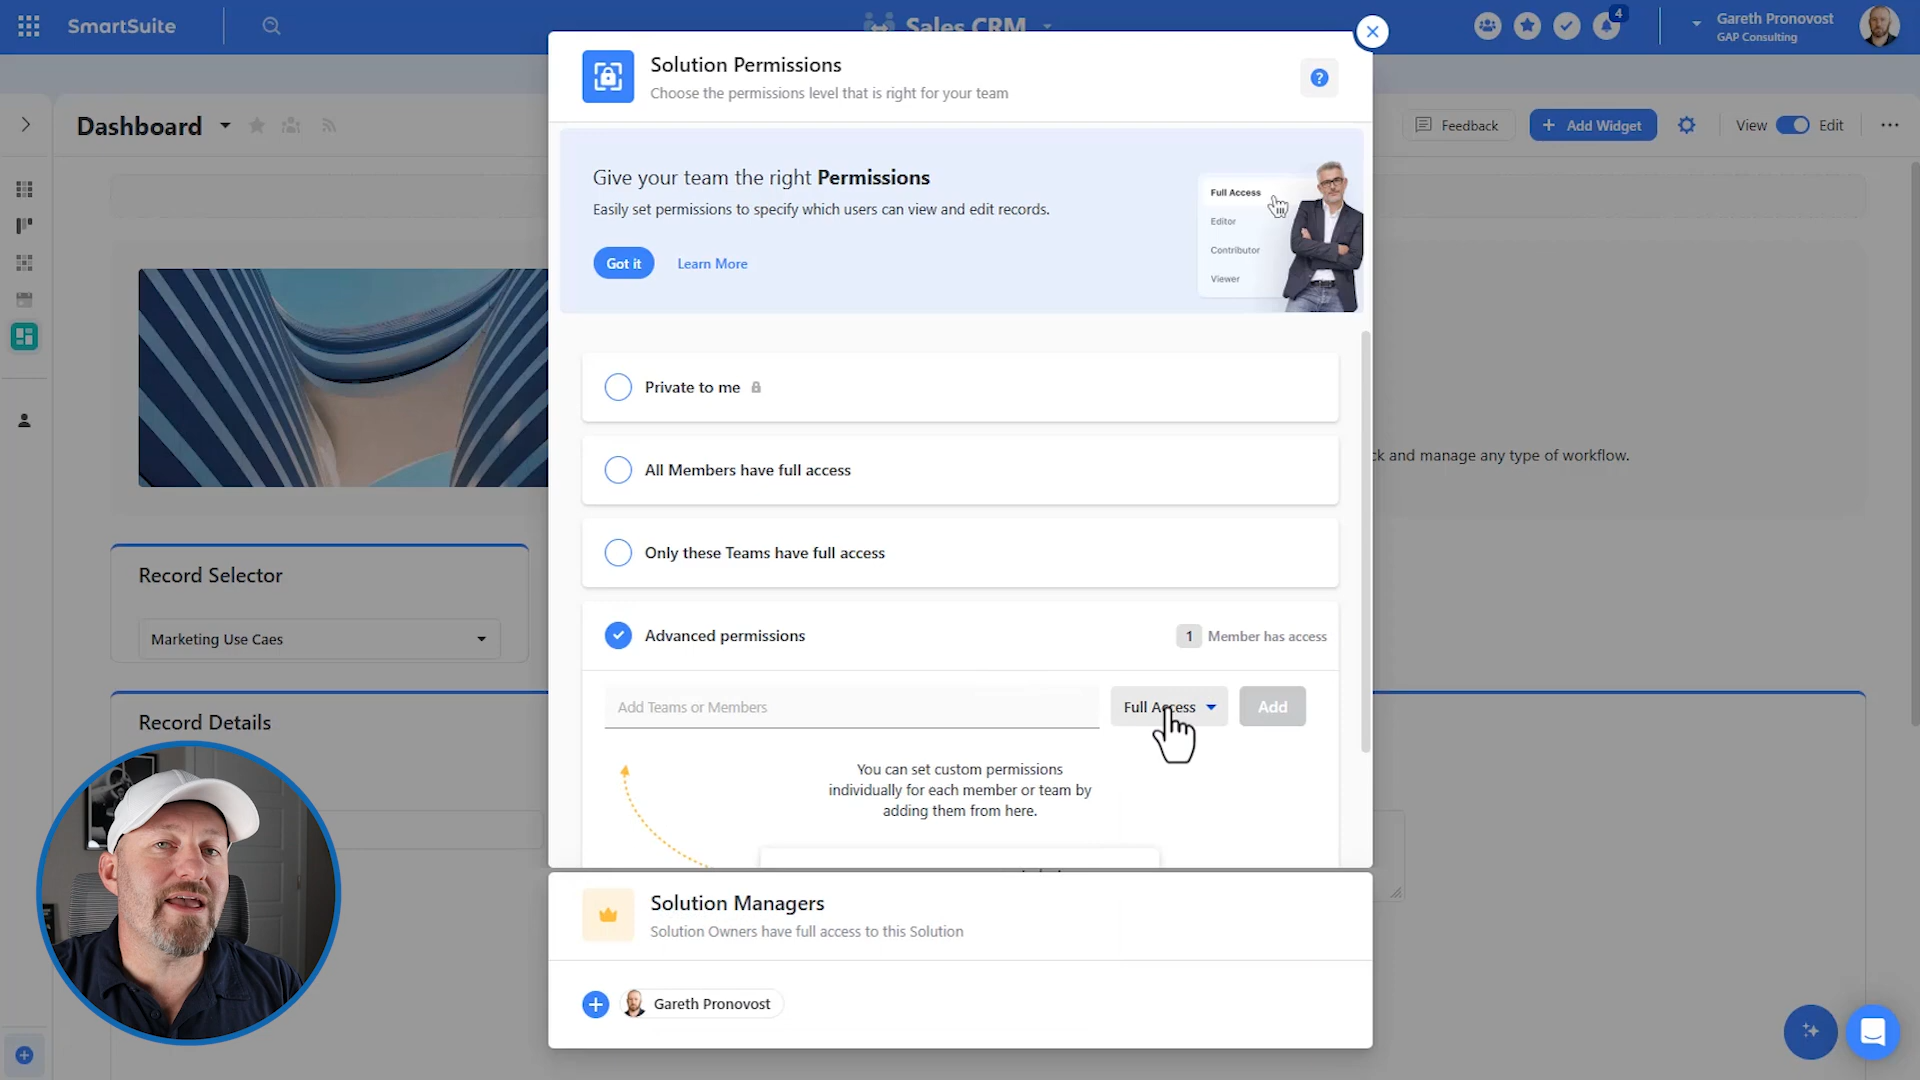 SmartSuite
Sales CRM
4
Gareth Pronovost
GAP Consulting
Solution Permissions
Choose the permissions level that is right for your team
?
Dashboard
Feedback
+ Add Widget
View
Edit
Give your team the right Permissions
Easily set permissions to specify which users can view and edit records.
Got it
Learn More
Full Access
Editor
Contributor
Viewer
Private to me
All Members have full access
ck and manage any type of workflow.
Only these Teams have full access
Record Selector
Marketing Use Caes
Advanced permissions
1 Member has access
Add Teams or Members
Full Access
Add
Record Details
You can set custom permissions
individually for each member or team by
adding them from here.
Solution Managers
Solution Owners have full access to this Solution
Gareth Pronovost